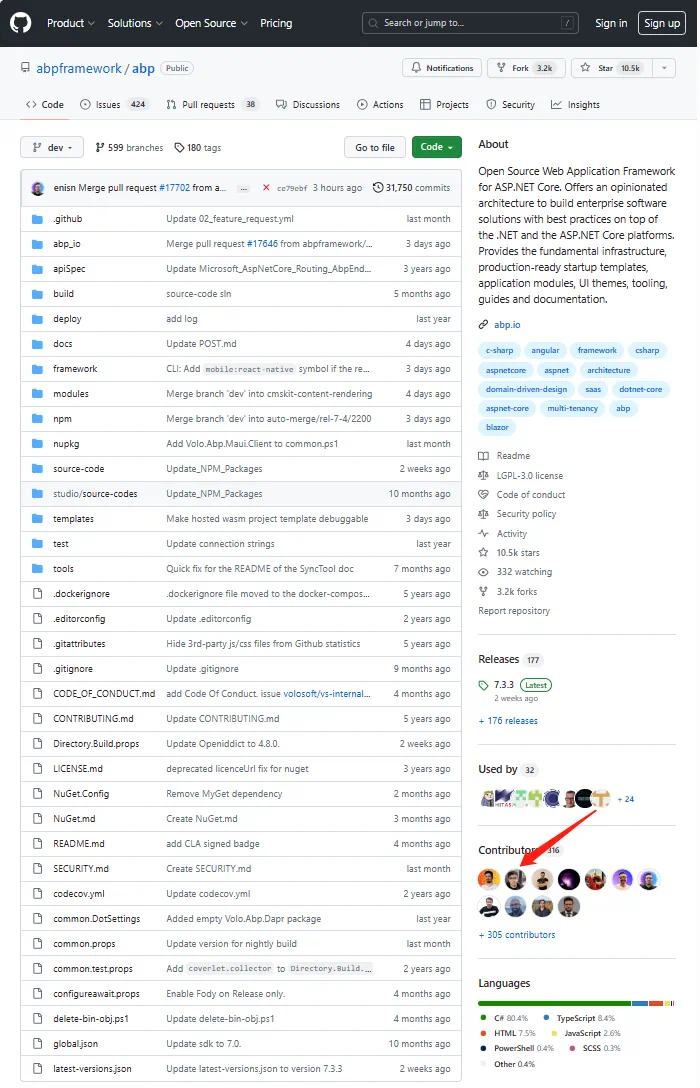 Product Solutions Open Source Pricing Search or jump to... / Sign in Sign up
abpframework / abp Public Notifications Fork 3.2k Star 10.5k
Code Issues 424 Pull requests 38 Discussions Actions Projects Security Insights
dev 599 branches 180 tags Go to file Code
enisn Merge pull request #17702 from a... ... ce79ebf 3 hours ago 31,750 commits
.github Update 02_feature_request.yml last month
abp_io Merge pull request #17646 from abpframework/... 3 days ago
apiSpec Update Microsoft_AspNetCore_Routing_AbpEnd... 3 years ago
build source-code sln 5 months ago
deploy add log last year
docs Update POST.md 4 days ago
framework CLI: Add mobile:react-native symbol if the re... 3 days ago
modules Merge branch 'dev' into cmskit-content-rendering 4 days ago
npm Merge branch 'dev' into auto-merge/rel-7-4/2200 3 days ago
nupkg Add Volo.Abp.Maui.Client to common.ps1 last month
source-code Update_NPM_Packages 2 weeks ago
studio/source-codes Update_NPM_Packages 10 months ago
templates Make hosted wasm project template debuggable 3 days ago
test Update connection strings last year
tools Quick fix for the README of the SyncTool doc 7 months ago
.dockerignore .dockerignore file moved to the docker-compos... 5 years ago
.editorconfig Update .editorconfig 2 years ago
.gitattributes Hide 3rd-party js/css files from Github statistics 5 years ago
.gitignore Update .gitignore 9 months ago
CODE_OF_CONDUCT.md add Code Of Conduct. issue volosoft/vs-internal... 4 months ago
CONTRIBUTING.md Update CONTRIBUTING.md 5 years ago
Directory.Build.props Update Openiddict to 4.8.0. 2 weeks ago
LICENSE.md deprecated licenceUrl fix for nuget 3 years ago
NuGet.Config Remove MyGet dependency 2 months ago
NuGet.md Create NuGet.md 3 months ago
README.md add CLA signed badge 4 months ago
SECURITY.md Create SECURITY.md last month
codecov.yml Update codecov.yml 2 years ago
common.DotSettings Added empty Volo.Abp.Dapr package last year
common.props Update version for nightly build last month
common.test.props Add coverlet.collector to Directory.Build.... 2 years ago
configureawait.props Enable Fody on Release only. 4 months ago
delete-bin-obj.ps1 Update delete-bin-obj.ps1 4 months ago
global.json Update sdk to 7.0. 10 months ago
latest-versions.json Update latest-versions.json to version 7.3.3 2 weeks ago
About
Open Source Web Application Framework
for ASP.NET Core. Offers an opinionated
architecture to build enterprise software
solutions with best practices on top of
the .NET and the ASP.NET Core platforms.
Provides the fundamental infrastructure,
production-ready startup templates,
application modules, UI themes, tooling,
guides and documentation.
abp.io
c-sharp angular framework csharp
aspnetcore aspnet architecture
domain-driven-design saas dotnet-core
aspnet-core multi-tenancy abp
blazor
Readme
LGPL-3.0 license
Code of conduct
Security policy
Activity
10.5k stars
332 watching
3.2k forks
Report repository
Releases 177
7.3.3 Latest
2 weeks ago
+ 176 releases
Used by 32
+ 24
Contributors 316
+ 305 contributors
Languages
C# 80.4% TypeScript 8.4%
HTML 7.5% JavaScript 2.6%
PowerShell 0.4% SCSS 0.3%
Other 0.4%